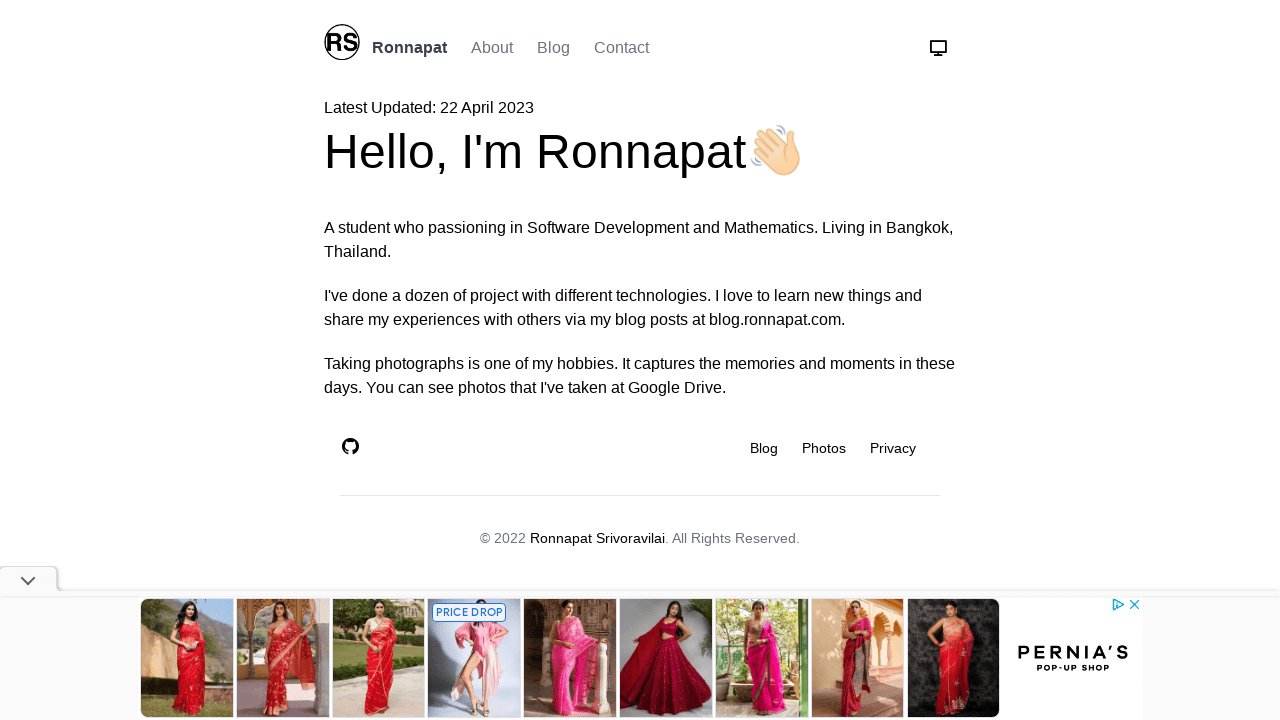 RS Ronnapat About Blog Contact
Latest Updated: 22 April 2023
Hello, I'm Ronnapat👋🏻
A student who passioning in Software Development and Mathematics. Living in Bangkok,
Thailand.
I've done a dozen of project with different technologies. I love to learn new things and
share my experiences with others via my blog posts at blog.ronnapat.com.
Taking photographs is one of my hobbies. It captures the memories and moments in these
days. You can see photos that I've taken at Google Drive.
Blog Photos Privacy
© 2022 Ronnapat Srivoravilai. All Rights Reserved.
PRICE DROP
PERNIA'S
POP-UP SHOP